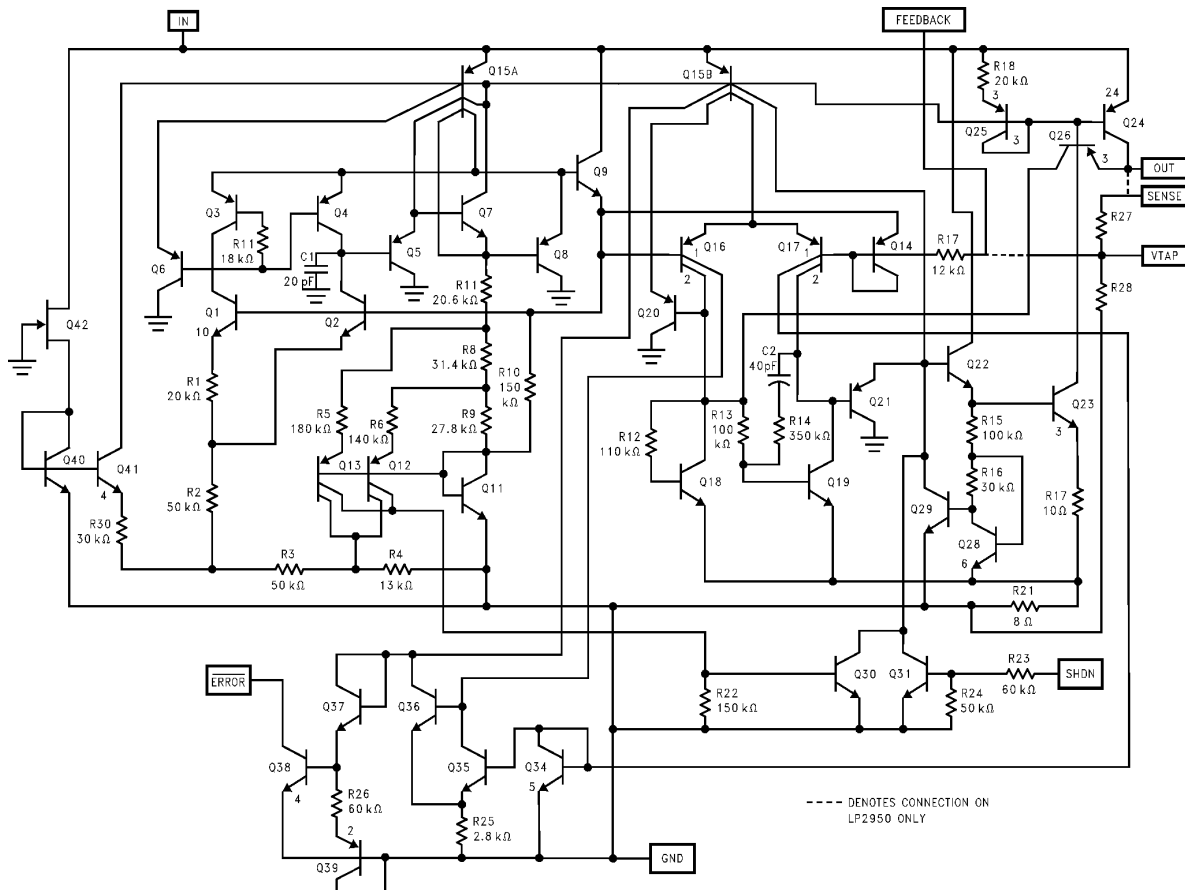 IN
FEEDBACK
Q15A
Q15B
R18
20 kΩ
3
Q25
3
24
Q24
Q26
3
OUT
SENSE
Q3
R11
18 kΩ
Q4
Q9
Q7
Q5
Q8
Q6
C1
20 pF
Q16
1
2
Q17
1
2
Q14
R17
12 kΩ
R27
VTAP
R28
Q42
Q1
10
Q2
R11
20.6 kΩ
Q20
R8
31.4 kΩ
R10
150
kΩ
C2
40pF
Q22
R1
20 kΩ
R5
180 kΩ
R6
140 kΩ
R9
27.8 kΩ
R12
110 kΩ
R13
100
kΩ
R14
350 kΩ
Q21
R15
100 kΩ
Q23
3
Q40
Q41
4
R30
30 kΩ
R2
50 kΩ
Q13
Q12
Q11
Q18
Q19
R16
30 kΩ
Q29
Q28
6
R17
10Ω
R3
50 kΩ
R4
13 kΩ
R21
8 Ω
ERROR
Q37
Q36
R22
150 kΩ
Q30
Q31
R23
60 kΩ
SHDN
R24
50 kΩ
Q38
4
Q35
Q34
5
R26
60 kΩ
R25
2.8 kΩ
2
Q39
GND
---- DENOTES CONNECTION ON
LP2950 ONLY